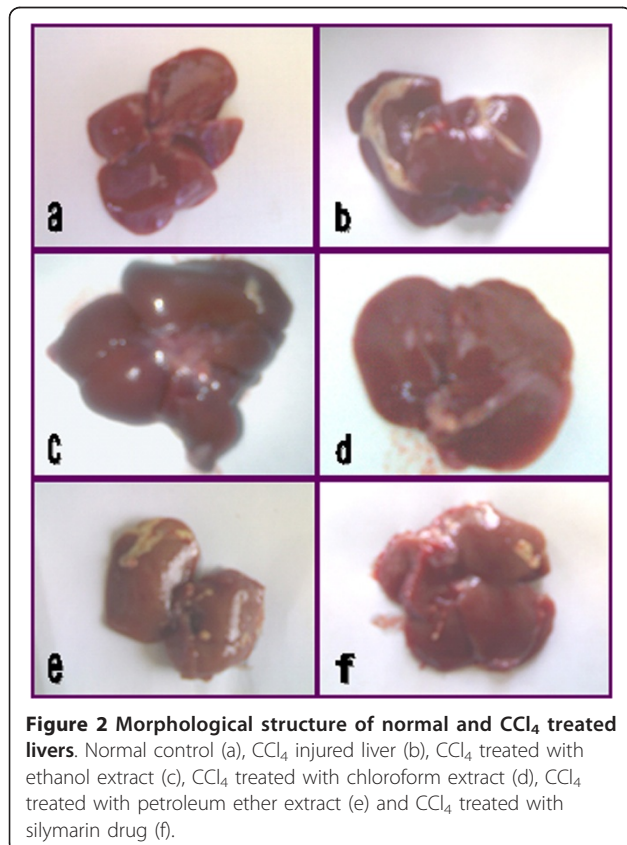 a
b
c
d
e
f
Figure 2 Morphological structure of normal and CCl₄ treated
livers. Normal control (a), CCl₄ injured liver (b), CCl₄ treated with
ethanol extract (c), CCl₄ treated with chloroform extract (d), CCl₄
treated with petroleum ether extract (e) and CCl₄ treated with
silymarin drug (f).